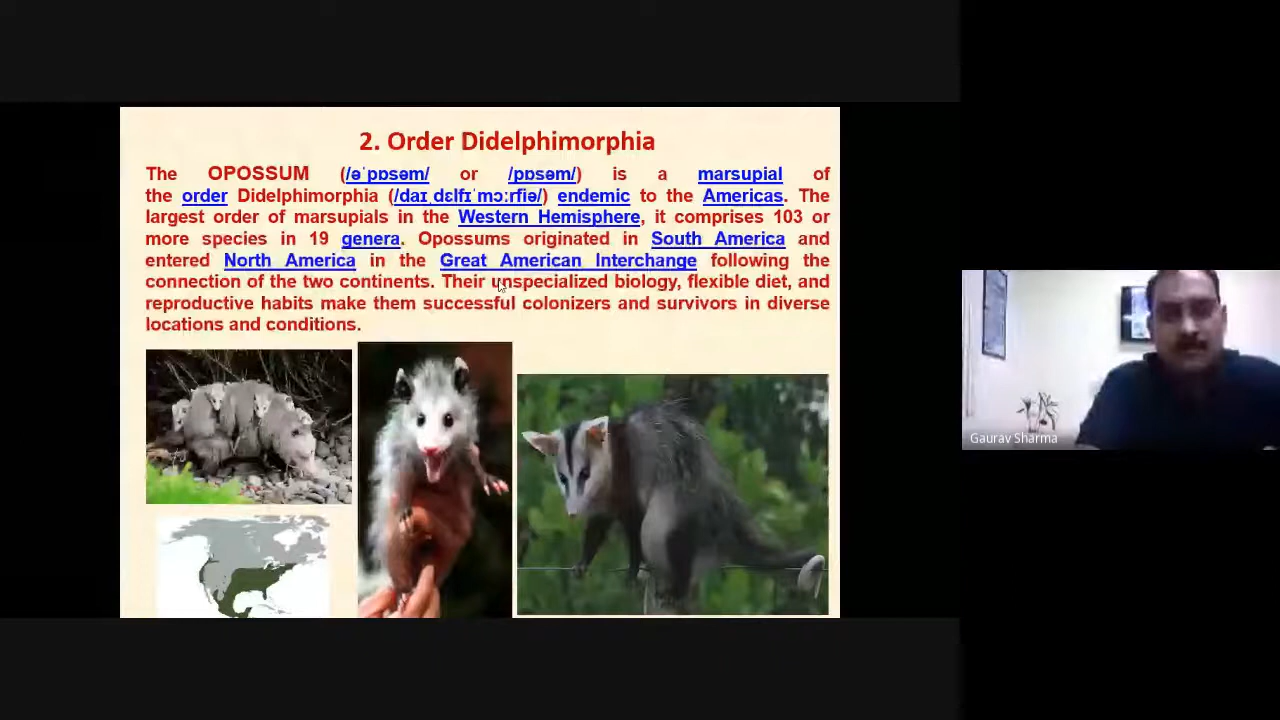 2. Order Didelphimorphia
The OPOSSUM (/əˈpɒsəm/ or /pɒsəm/) is a marsupial of
the order Didelphimorphia (/daɪˌdɛlfɪˈmɔːrfiə/) endemic to the Americas. The
largest order of marsupials in the Western Hemisphere, it comprises 103 or
more species in 19 genera. Opossums originated in South America and
entered North America in the Great American Interchange following the
connection of the two continents. Their unspecialized biology, flexible diet, and
reproductive habits make them successful colonizers and survivors in diverse
locations and conditions.
Gaurav Sharma